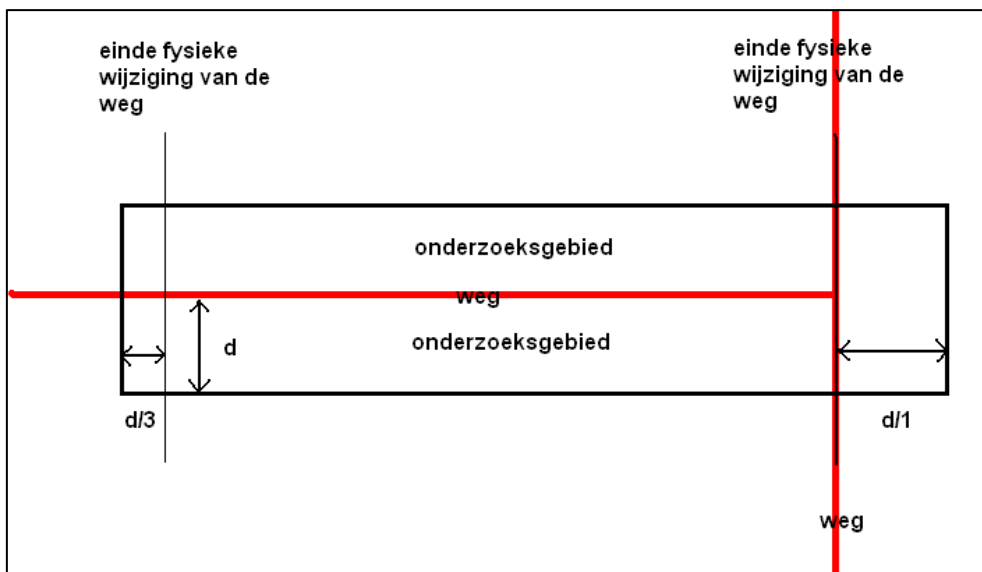 einde fysieke
wijziging van de
weg
einde fysieke
wijziging van de
weg
onderzoeksgebied
weg
onderzoeksgebied
d
d/3
d/1
weg